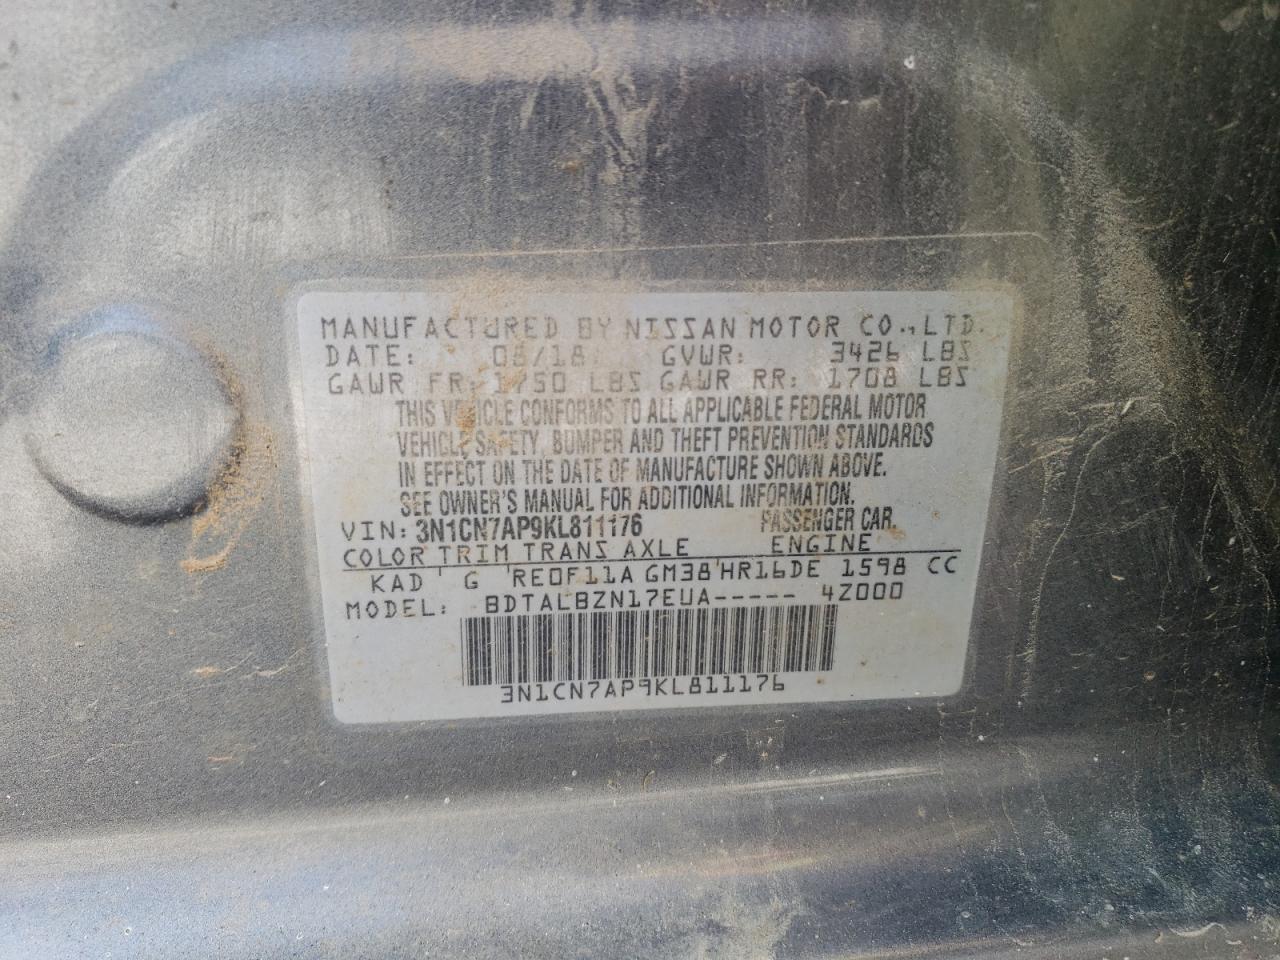 MANUFACTURED BY NISSAN MOTOR CO., LTD.
DATE: 08/18 GVWR: 3426 LBS
GAWR FR: 1750 LBS GAWR RR: 1708 LBS
THIS VEHICLE CONFORMS TO ALL APPLICABLE FEDERAL MOTOR
VEHICLE SAFETY, BUMPER AND THEFT PREVENTION STANDARDS
IN EFFECT ON THE DATE OF MANUFACTURE SHOWN ABOVE.
SEE OWNER'S MANUAL FOR ADDITIONAL INFORMATION.
VIN: 3N1CN7AP9KL811176 PASSENGER CAR.
COLOR TRIM TRANS AXLE ENGINE
KAD G RE0F11A GM38 HR16DE 1598 CC
MODEL: BDTALBZN17EUA----- 4Z000
3N1CN7AP9KL811176